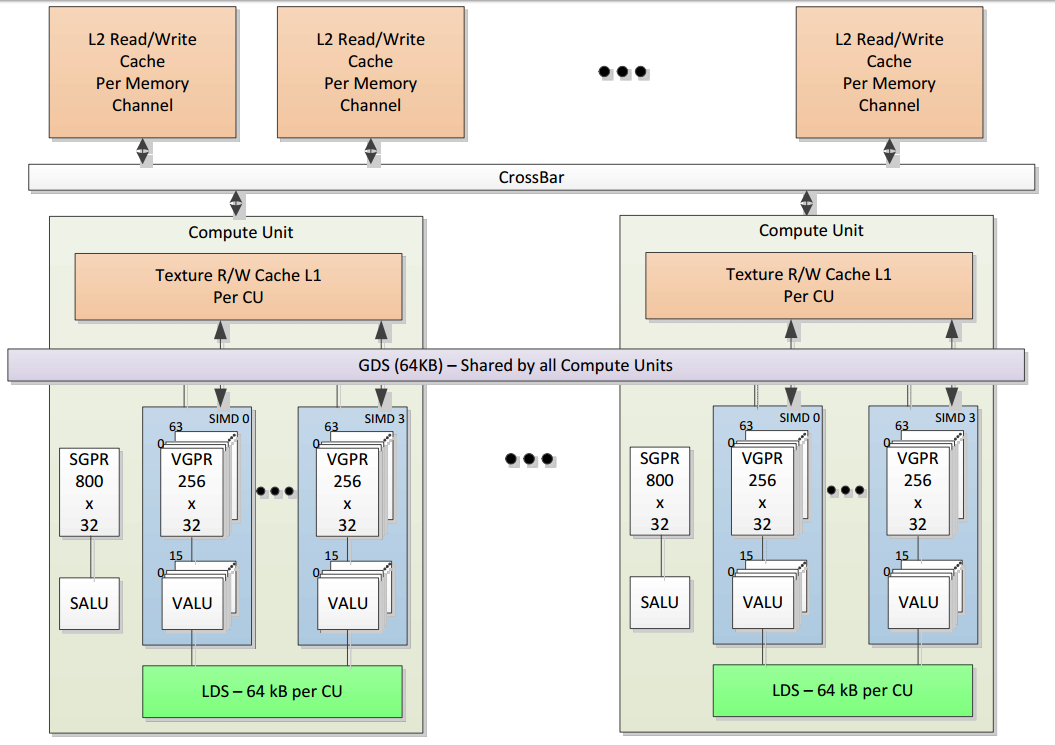 L2 Read/Write
Cache
Per Memory
Channel
L2 Read/Write
Cache
Per Memory
Channel
L2 Read/Write
Cache
Per Memory
Channel
CrossBar
Compute Unit
Texture R/W Cache L1
Per CU
Compute Unit
Texture R/W Cache L1
Per CU
GDS (64KB) – Shared by all Compute Units
SGPR
800
x
32
SALU
SIMD 0
63
0
VGPR
256
x
32
15
0
VALU
SIMD 3
63
0
VGPR
256
x
32
15
0
VALU
LDS – 64 kB per CU
SGPR
800
x
32
SALU
SIMD 0
63
0
VGPR
256
x
32
15
0
VALU
SIMD 3
63
0
VGPR
256
x
32
15
0
VALU
LDS – 64 kB per CU